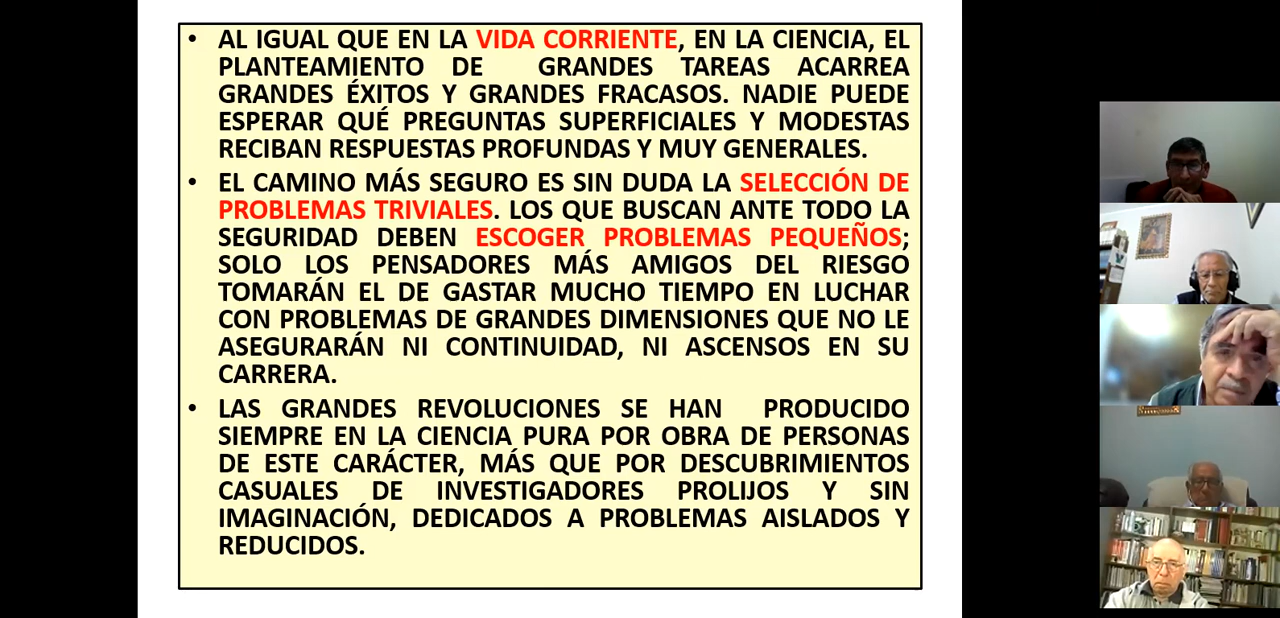 • AL IGUAL QUE EN LA VIDA CORRIENTE, EN LA CIENCIA, EL
PLANTEAMIENTO DE GRANDES TAREAS ACARREA
GRANDES ÉXITOS Y GRANDES FRACASOS. NADIE PUEDE
ESPERAR QUÉ PREGUNTAS SUPERFICIALES Y MODESTAS
RECIBAN RESPUESTAS PROFUNDAS Y MUY GENERALES.
• EL CAMINO MÁS SEGURO ES SIN DUDA LA SELECCIÓN DE
PROBLEMAS TRIVIALES. LOS QUE BUSCAN ANTE TODO LA
SEGURIDAD DEBEN ESCOGER PROBLEMAS PEQUEÑOS;
SOLO LOS PENSADORES MÁS AMIGOS DEL RIESGO
TOMARÁN EL DE GASTAR MUCHO TIEMPO EN LUCHAR
CON PROBLEMAS DE GRANDES DIMENSIONES QUE NO LE
ASEGURARÁN NI CONTINUIDAD, NI ASCENSOS EN SU
CARRERA.
• LAS GRANDES REVOLUCIONES SE HAN PRODUCIDO
SIEMPRE EN LA CIENCIA PURA POR OBRA DE PERSONAS
DE ESTE CARÁCTER, MÁS QUE POR DESCUBRIMIENTOS
CASUALES DE INVESTIGADORES PROLIJOS Y SIN
IMAGINACIÓN, DEDICADOS A PROBLEMAS AISLADOS Y
REDUCIDOS.